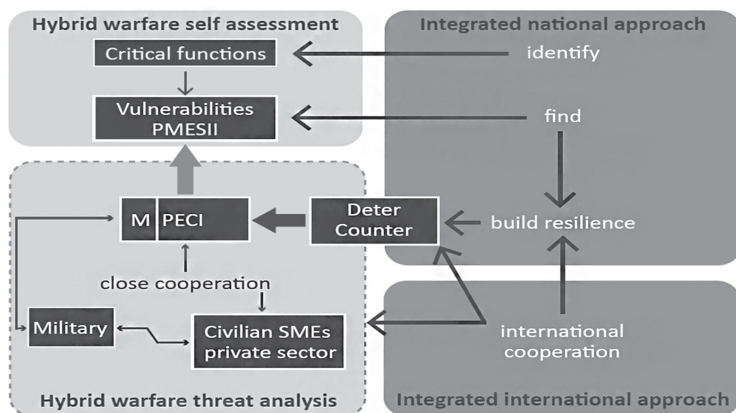 Hybrid warfare self assessment
Critical functions
Vulnerabilities
PMESII
Integrated national approach
identify
find
build resilience
Deter
Counter
M PECI
close cooperation
Military
Civilian SMEs
private sector
Hybrid warfare threat analysis
international
cooperation
Integrated international approach